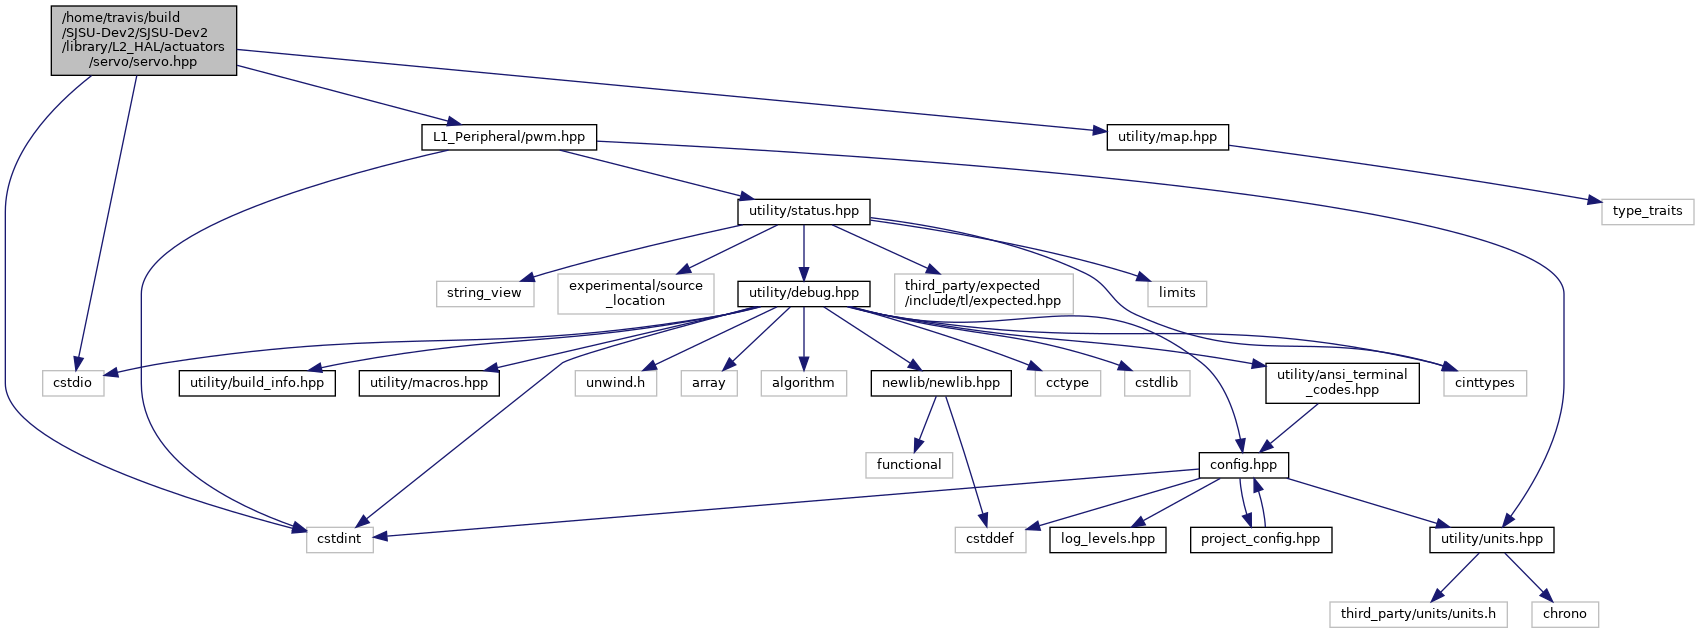 /home/travis/build
/SJSU-Dev2/SJSU-Dev2
/library/L2_HAL/actuators
/servo/servo.hpp
L1_Peripheral/pwm.hpp
utility/map.hpp
utility/status.hpp
type_traits
string_view
experimental/source
_location
utility/debug.hpp
third_party/expected
/include/tl/expected.hpp
limits
cstdio
utility/build_info.hpp
utility/macros.hpp
unwind.h
array
algorithm
newlib/newlib.hpp
cctype
cstdlib
utility/ansi_terminal
_codes.hpp
cinttypes
functional
config.hpp
cstdint
cstddef
log_levels.hpp
project_config.hpp
utility/units.hpp
third_party/units/units.h
chrono